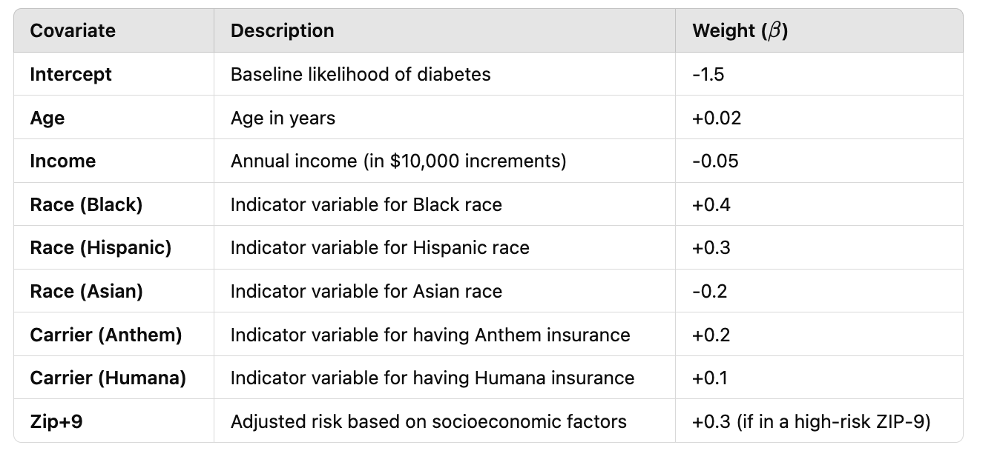 Covariate Description Weight (β)
Intercept Baseline likelihood of diabetes -1.5
Age Age in years +0.02
Income Annual income (in $10,000 increments) -0.05
Race (Black) Indicator variable for Black race +0.4
Race (Hispanic) Indicator variable for Hispanic race +0.3
Race (Asian) Indicator variable for Asian race -0.2
Carrier (Anthem) Indicator variable for having Anthem insurance +0.2
Carrier (Humana) Indicator variable for having Humana insurance +0.1
Zip+9 Adjusted risk based on socioeconomic factors +0.3 (if in a high-risk ZIP-9)